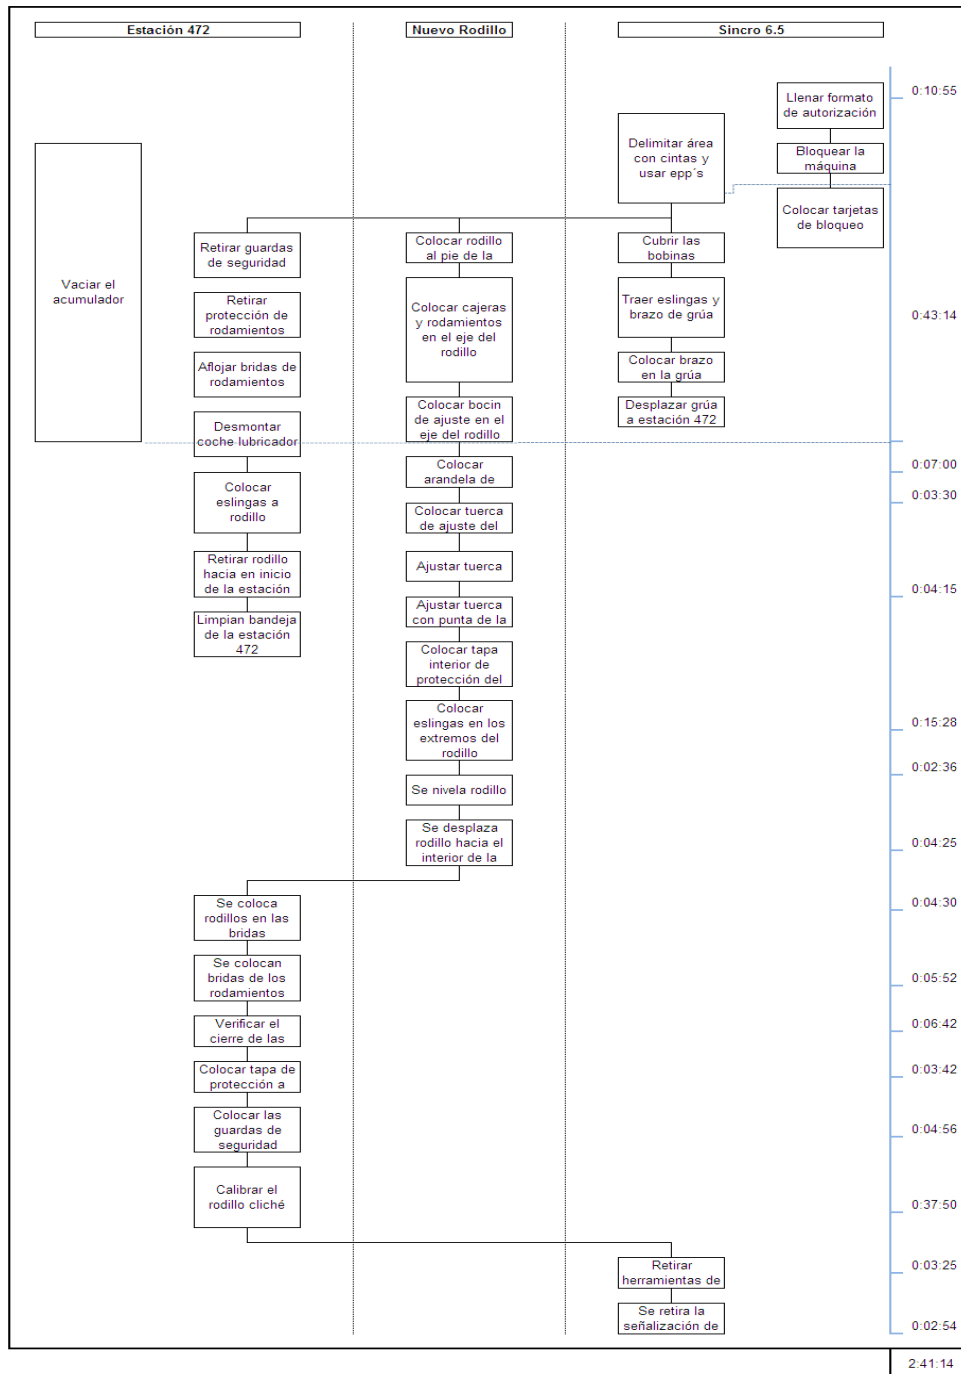 Estación 472
Nuevo Rodillo
Sincro 6.5
0:10:55
Llenar formato
de autorización
Delimitar área
con cintas y
usar epp´s
Bloquear la
máquina
Colocar tarjetas
de bloqueo
Vaciar el
acumulador
Retirar guardas
de seguridad
Colocar rodillo
al pie de la
Cubrir las
bobinas
Retirar
protección de
rodamientos
Colocar cajeras
y rodamientos
en el eje del
rodillo
Traer eslingas y
brazo de grúa
0:43:14
Aflojar bridas de
rodamientos
Colocar brazo
en la grúa
Desmontar
coche lubricador
Colocar bocin
de ajuste en el
eje del rodillo
Desplazar grúa
a estación 472
Colocar
arandela de
0:07:00
Colocar
eslingas a
rodillo
Colocar tuerca
de ajuste del
0:03:30
Retirar rodillo
hacia en inicio
de la estación
Ajustar tuerca
0:04:15
Limpian bandeja
de la estación
472
Ajustar tuerca
con punta de la
Colocar tapa
interior de
protección del
Colocar
eslingas en los
extremos del
rodillo
0:15:28
Se nivela rodillo
0:02:36
Se desplaza
rodillo hacia el
interior de la
0:04:25
Se coloca
rodillos en las
bridas
0:04:30
Se colocan
bridas de los
rodamientos
0:05:52
Verificar el
cierre de las
0:06:42
Colocar tapa de
protección a
0:03:42
Colocar las
guardas de
seguridad
0:04:56
Calibrar el
rodillo cliché
0:37:50
Retirar
herramientas de
0:03:25
Se retira la
señalización de
0:02:54
2:41:14